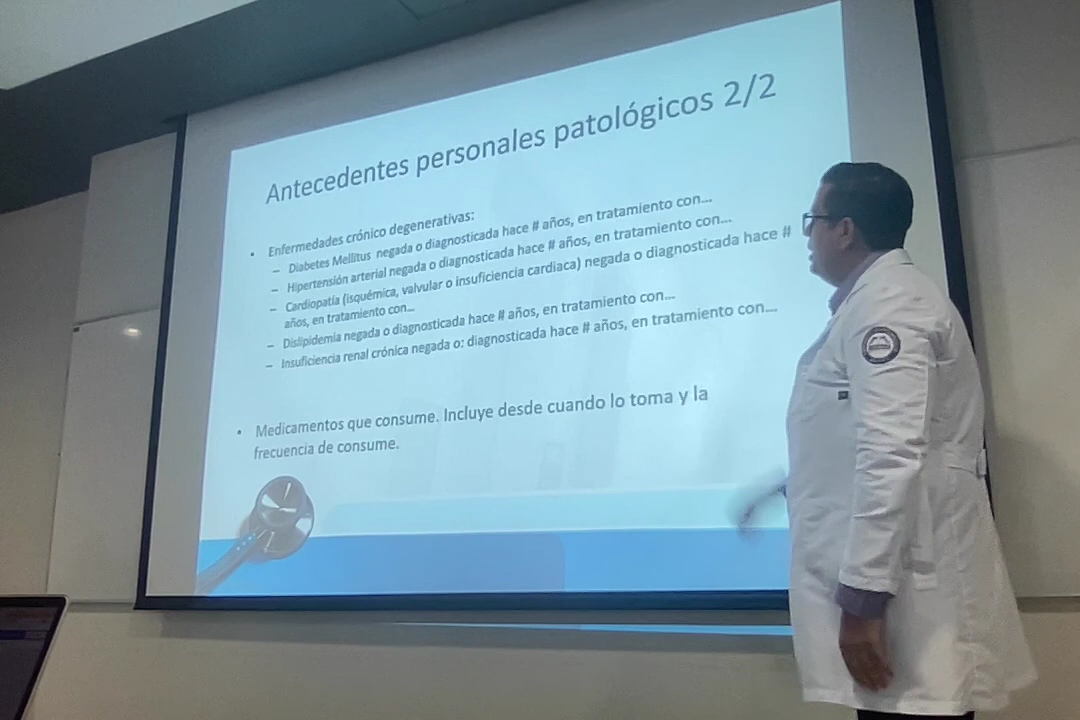 Antecedentes personales patológicos 2/2
• Enfermedades crónico degenerativas:
– Diabetes Mellitus negada o diagnosticada hace # años, en tratamiento con...
– Hipertensión arterial negada o diagnosticada hace # años, en tratamiento con...
– Cardiopatía (isquémica, valvular o insuficiencia cardiaca) negada o diagnosticada hace #
años, en tratamiento con...
– Dislipidemia negada o diagnosticada hace # años, en tratamiento con...
– Insuficiencia renal crónica negada o: diagnosticada hace # años, en tratamiento con...
• Medicamentos que consume. Incluye desde cuando lo toma y la
frecuencia de consume.